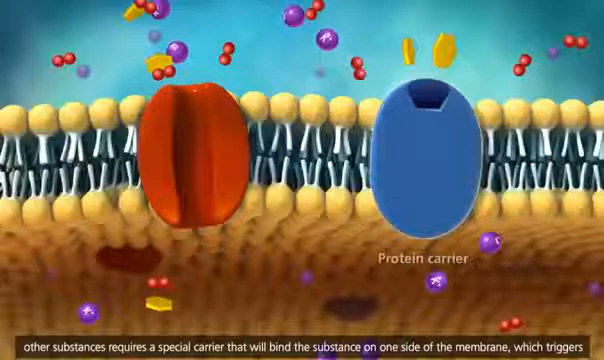 Protein carrier
other substances requires a special carrier that will bind the substance on one side of the membrane, which triggers